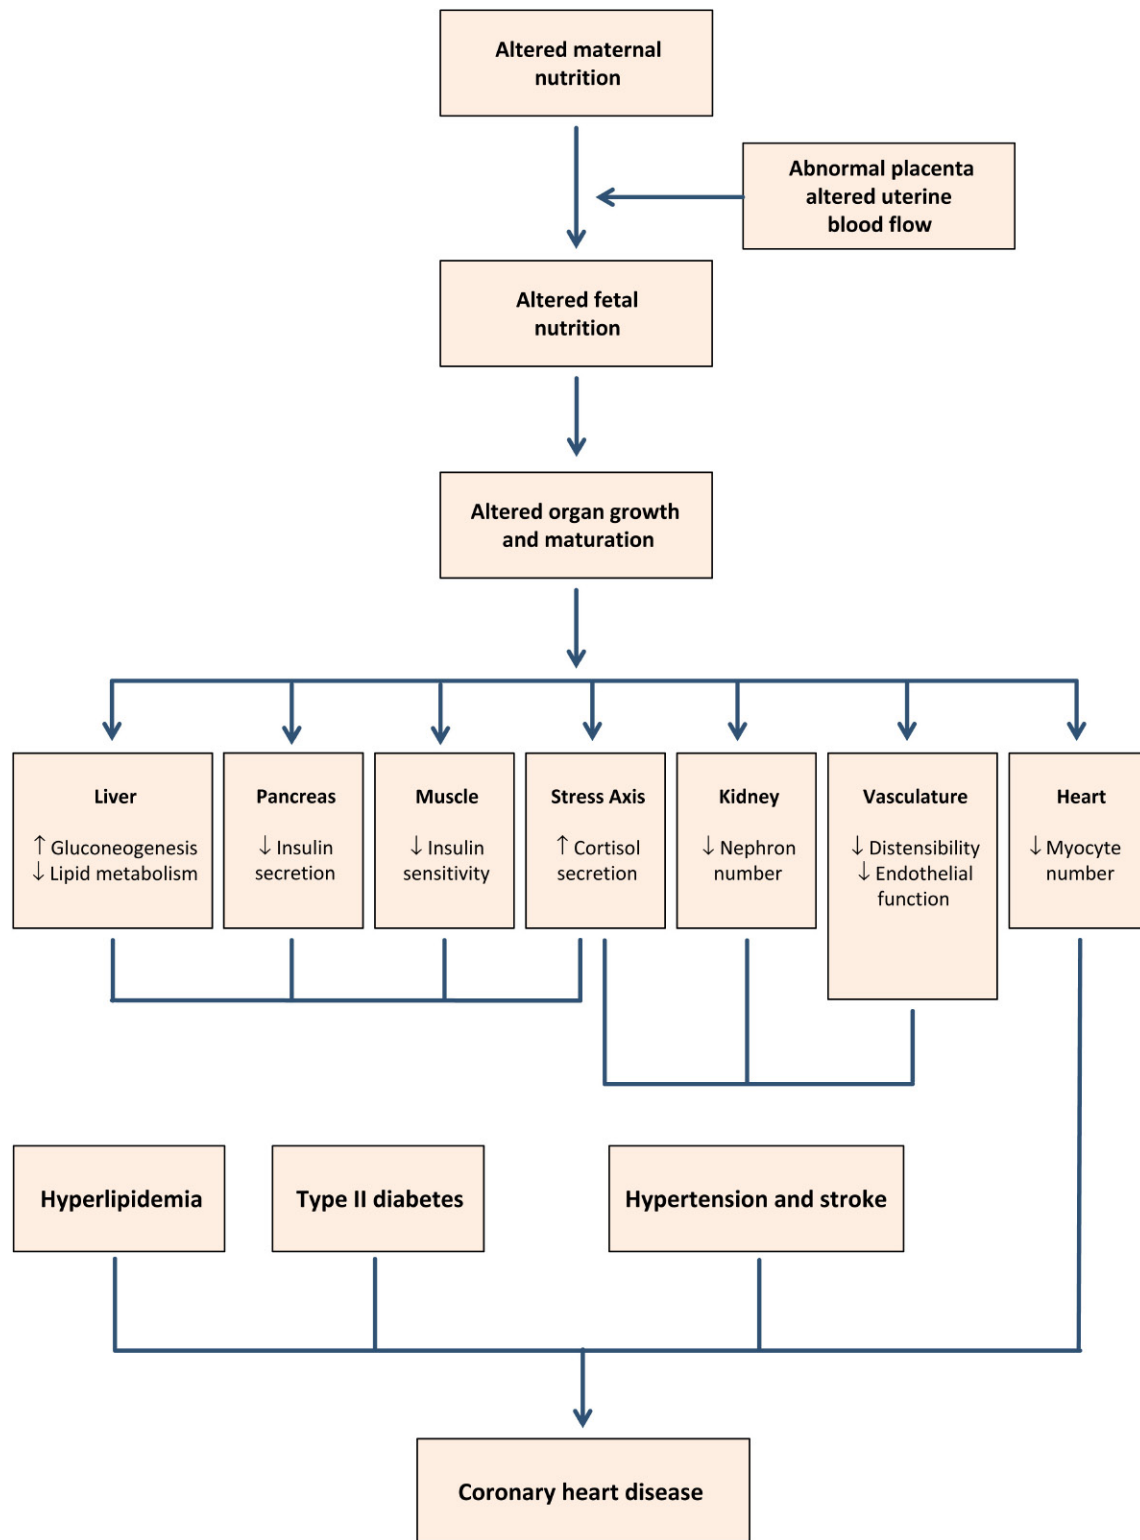 Altered maternal
nutrition
Abnormal placenta
altered uterine
blood flow
Altered fetal
nutrition
Altered organ growth
and maturation
Liver
↑ Gluconeogenesis
↓ Lipid metabolism
Pancreas
↓ Insulin
secretion
Muscle
↓ Insulin
sensitivity
Stress Axis
↑ Cortisol
secretion
Kidney
↓ Nephron
number
Vasculature
↓ Distensibility
↓ Endothelial
function
Heart
↓ Myocyte
number
Hyperlipidemia
Type II diabetes
Hypertension and stroke
Coronary heart disease